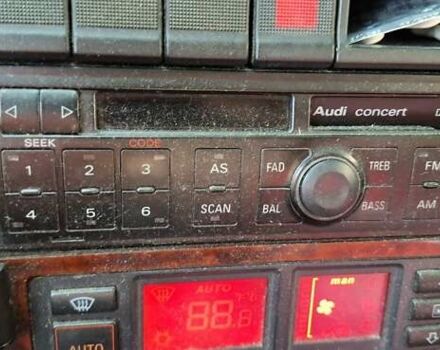 Audi concert
SEEK CODE
1 2 3 AS FAD TREB FM
4 5 6 SCAN BAL BASS AM
AUTO man
88.8
AUTO